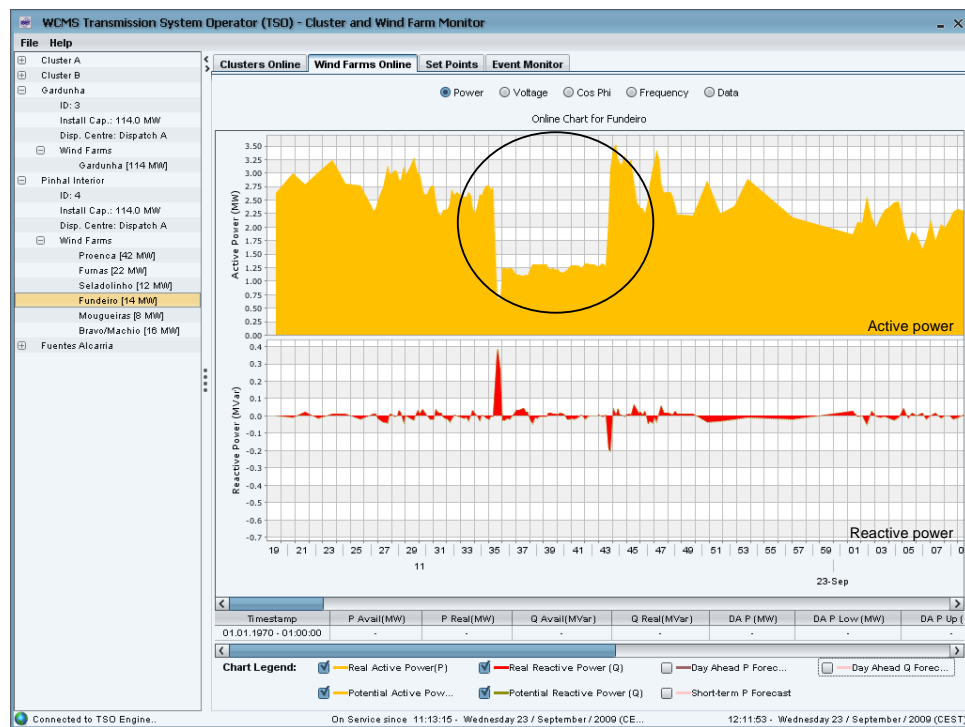 WCMS Transmission System Operator (TSO) - Cluster and Wind Farm Monitor
File Help
Cluster A
Cluster B
Gardunha
ID: 3
Install Cap.: 114.0 MW
Disp. Centre: Dispatch A
Wind Farms
Gardunha [114 MW]
Pinhal Interior
ID: 4
Install Cap.: 114.0 MW
Disp. Centre: Dispatch A
Wind Farms
Proenca [42 MW]
Furnas [22 MW]
Seladolinho [12 MW]
Fundeiro [14 MW]
Mougueiras [8 MW]
Bravo/Machio [16 MW]
Fuentes Alcarria
Clusters Online Wind Farms Online Set Points Event Monitor
Power Voltage Cos Phi Frequency Data
Online Chart for Fundeiro
Active Power (MW)
3.50
3.25
3.00
2.75
2.50
2.25
2.00
1.75
1.50
1.25
1.00
0.75
0.50
0.25
0.00
Active power
Reactive Power (MVar)
0.4
0.3
0.2
0.1
0.0
-0.1
-0.2
-0.3
-0.4
-0.5
-0.6
-0.7
Reactive power
19 21 23 25 27 29 31 33 35 37 39 41 43 45 47 49 51 53 55 57 59 01 03 05 07 0
11
23-Sep
Timestamp P Avail(MW) P Real(MW) Q Avail(MVar) Q Real(MVar) DA P (MW) DA P Low (MW) DA P Up (
01.01.1970 - 01:00:00 - - - - - - -
Chart Legend: Real Active Power(P) Real Reactive Power (Q) Day Ahead P Forec... Day Ahead Q Forec...
Potential Active Pow... Potential Reactive Power (Q) Short-term P Forecast
Connected to TSO Engine.. On Service since 11:13:15 - Wednesday 23 / September / 2009 (CE... 12:11:53 - Wednesday 23 / September / 2009 (CEST)